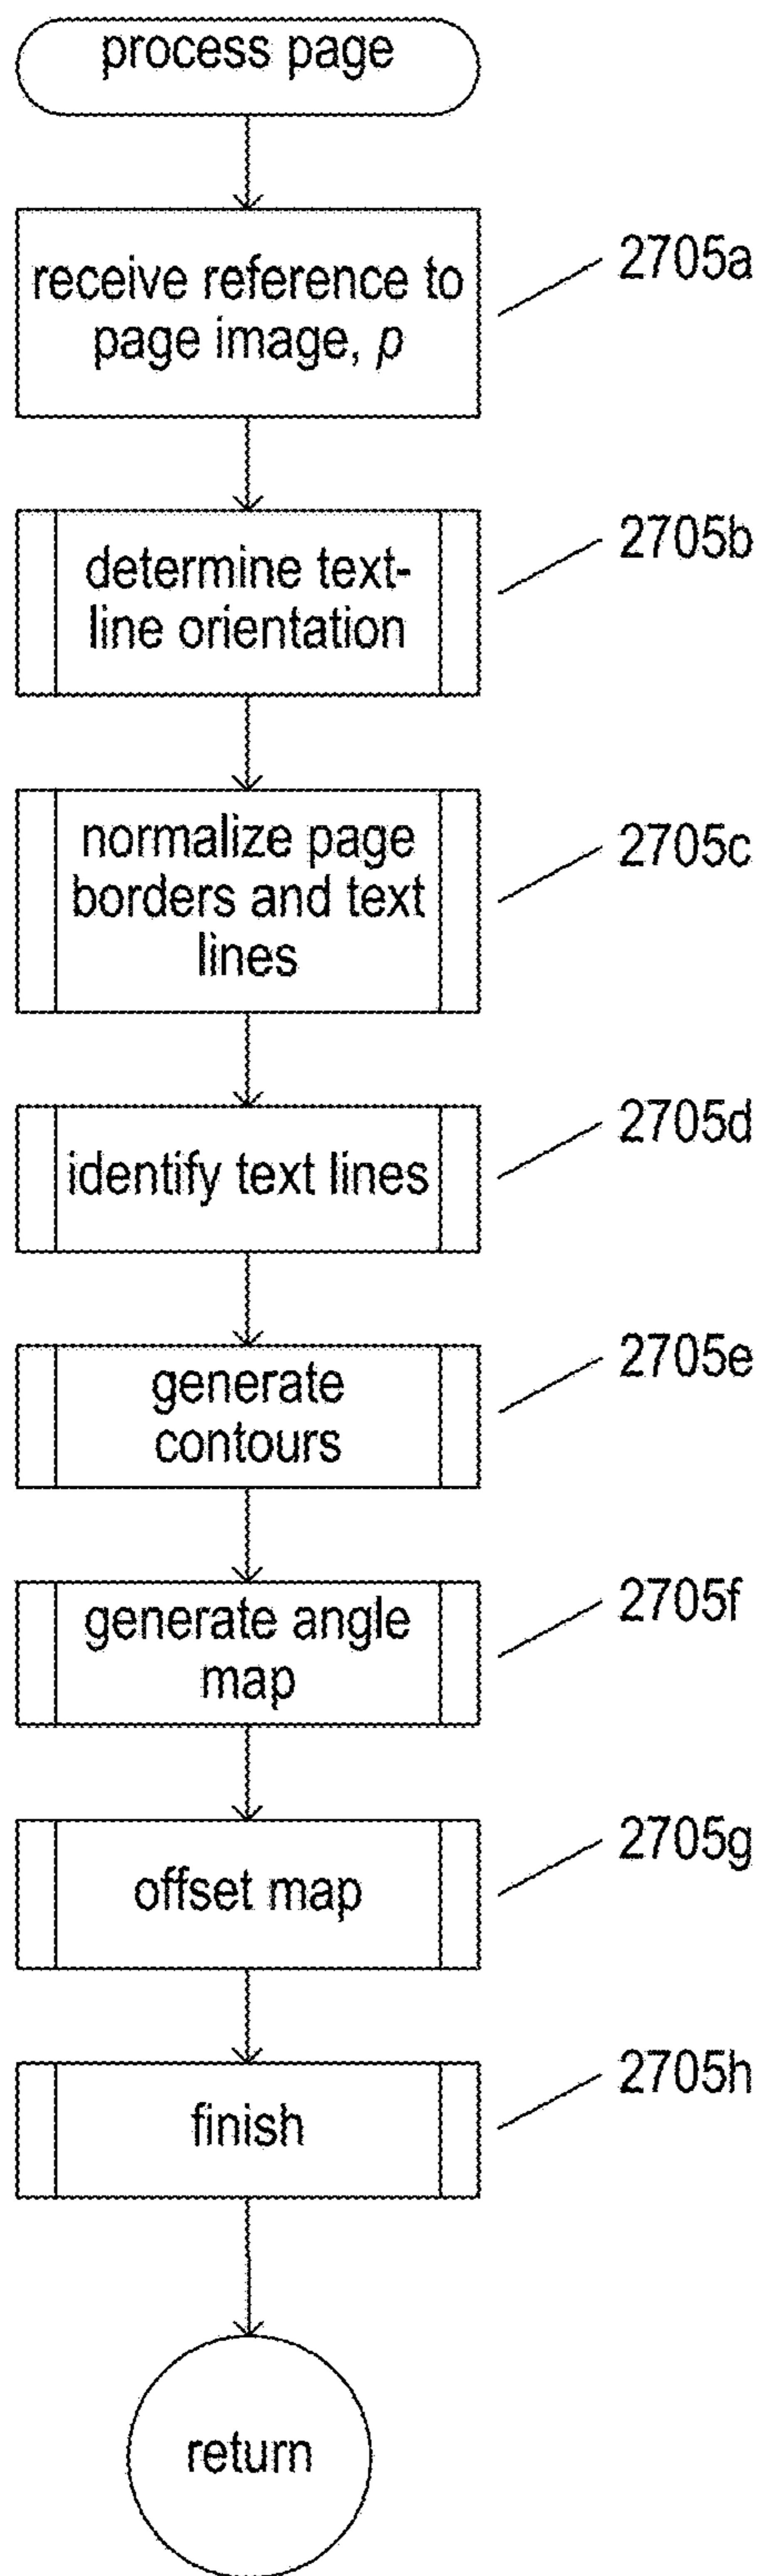 process page
receive reference to
page image, p
2705a
determine text-
line orientation
2705b
normalize page
borders and text
lines
2705c
identify text lines
2705d
generate
contours
2705e
generate angle
map
2705f
offset map
2705g
finish
2705h
return